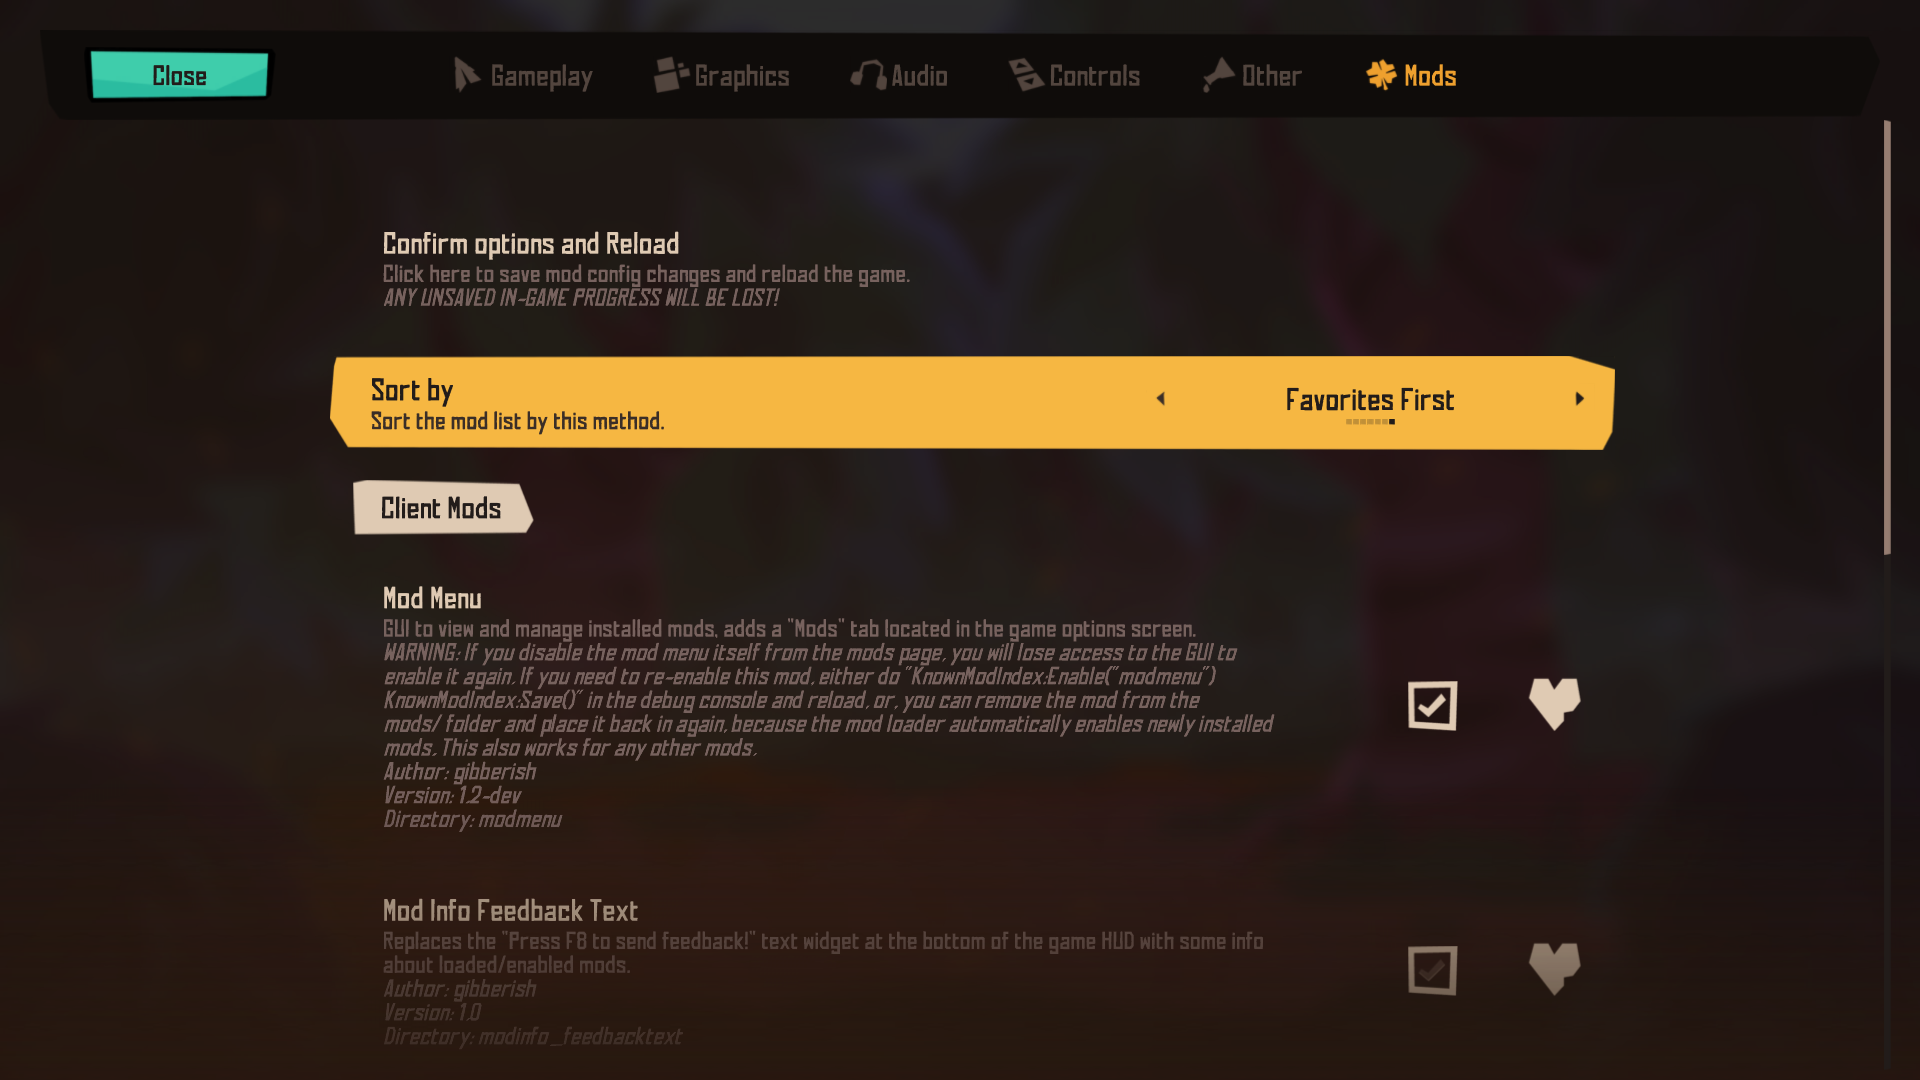 Close
Gameplay
Graphics
Audio
Controls
Other
Mods
Confirm options and Reload
Click here to save mod config changes and reload the game.
ANY UNSAVED IN-GAME PROGRESS WILL BE LOST!
Sort by
Sort the mod list by this method.
Favorites First
Client Mods
Mod Menu
GUI to view and manage installed mods, adds a "Mods" tab located in the game options screen.
WARNING: If you disable the mod menu itself from the mods page, you will lose access to the GUI to
enable it again. If you need to re-enable this mod, either do "KnownModIndex:Enable("modmenu")
KnownModIndex:Save()" in the debug console and reload, or, you can remove the mod from the
mods/ folder and place it back in again, because the mod loader automatically enables newly installed
mods. This also works for any other mods.
Author: gibberish
Version: 1.2-dev
Directory: modmenu
Mod Info Feedback Text
Replaces the "Press F8 to send feedback!" text widget at the bottom of the game HUD with some info
about loaded/enabled mods.
Author: gibberish
Version: 1.0
Directory: modinfo_feedbacktext